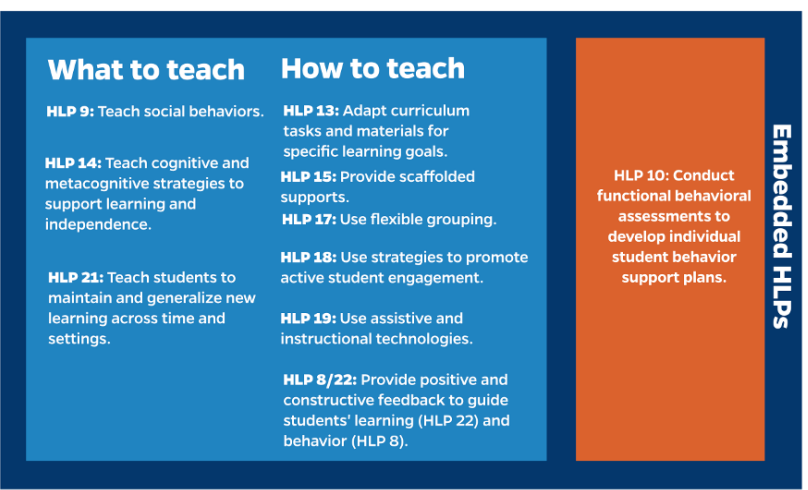 What to teach
HLP 9: Teach social behaviors.
HLP 14: Teach cognitive and
metacognitive strategies to
support learning and
independence.
HLP 21: Teach students to
maintain and generalize new
learning across time and
settings.
How to teach
HLP 13: Adapt curriculum
tasks and materials for
specific learning goals.
HLP 15: Provide scaffolded
supports.
HLP 17: Use flexible grouping.
HLP 18: Use strategies to promote
active student engagement.
HLP 19: Use assistive and
instructional technologies.
HLP 8/22: Provide positive and
constructive feedback to guide
students' learning (HLP 22) and
behavior (HLP 8).
HLP 10: Conduct
functional behavioral
assessments to
develop individual
student behavior
support plans.
Embedded HLPs